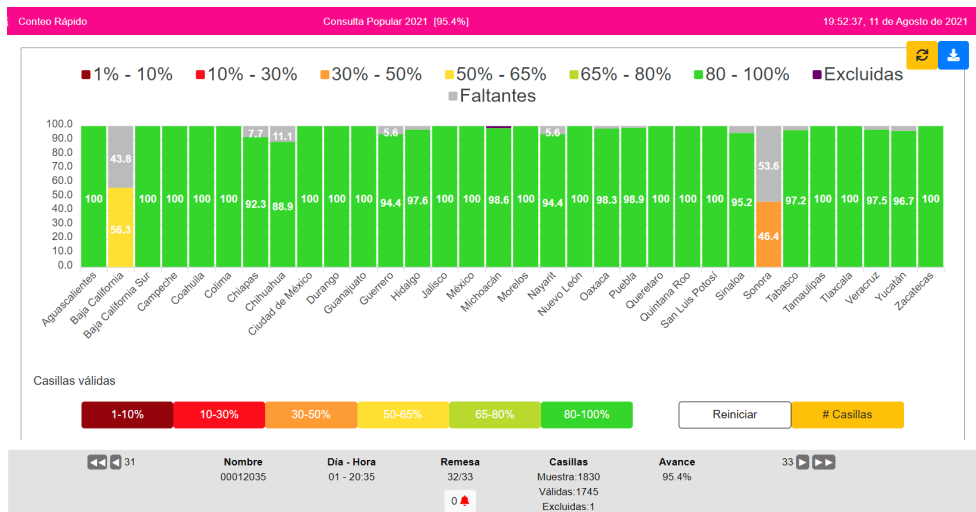 Conteo Rápido Consulta Popular 2021 [95.4%] 19:52:37, 11 de Agosto de 2021
1% - 10% 10% - 30% 30% - 50% 50% - 65% 65% - 80% 80 - 100% Excluidas
Faltantes
100.0
90.0
80.0
70.0
60.0
50.0
40.0
30.0
20.0
10.0
0.0
7.7 11.1 5.6 5.6
43.8 53.6
100 100 100 100 100 92.3 88.9 100 100 100 94.4 97.6 100 100 98.6 100 94.4 100 98.3 98.9 100 100 100 95.2 97.2 100 100 97.5 96.7 100
56.3 46.4
Aguascalientes
Baja California
Baja California Sur
Campeche
Coahuila
Colima
Chiapas
Chihuahua
Ciudad de México
Durango
Guanajuato
Guerrero
Hidalgo
Jalisco
México
Michoacán
Morelos
Nayarit
Nuevo León
Oaxaca
Puebla
Queretaro
Quintana Roo
San Luis Potosí
Sinaloa
Sonora
Tabasco
Tamaulipas
Tlaxcala
Veracruz
Yucatán
Zacatecas
Casillas válidas
1-10% 10-30% 30-50% 50-65% 65-80% 80-100% Reiniciar # Casillas
31 Nombre Día - Hora Remesa Casillas Avance 33
00012035 01 - 20:35 32/33 Muestra:1830 95.4%
Válidas:1745
0 Excluidas:1